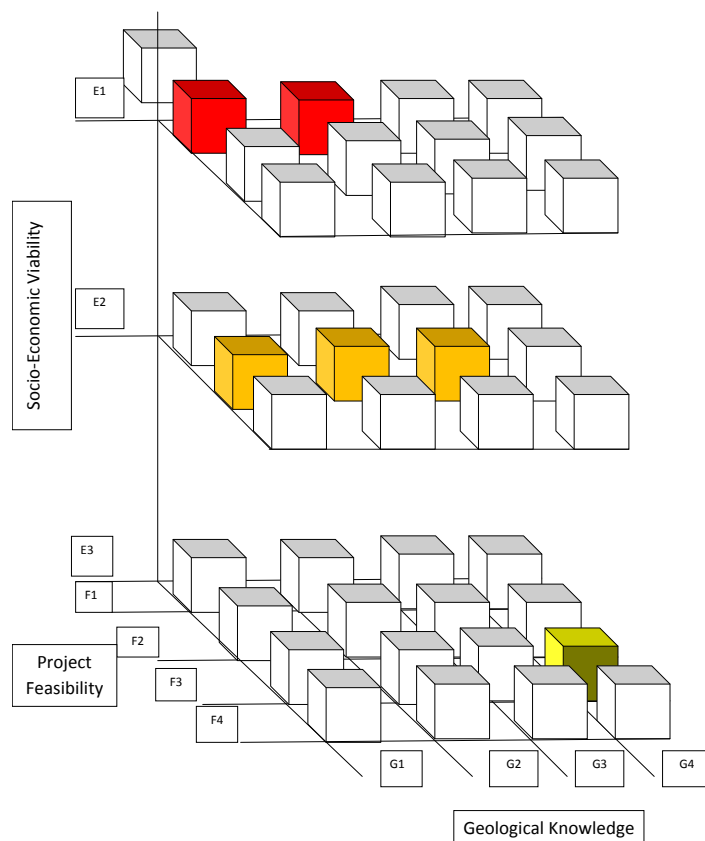 E1
Socio-Economic Viability
E2
E3
F1
F2
Project
Feasibility
F3
F4
G1
G2
G3
G4
Geological Knowledge